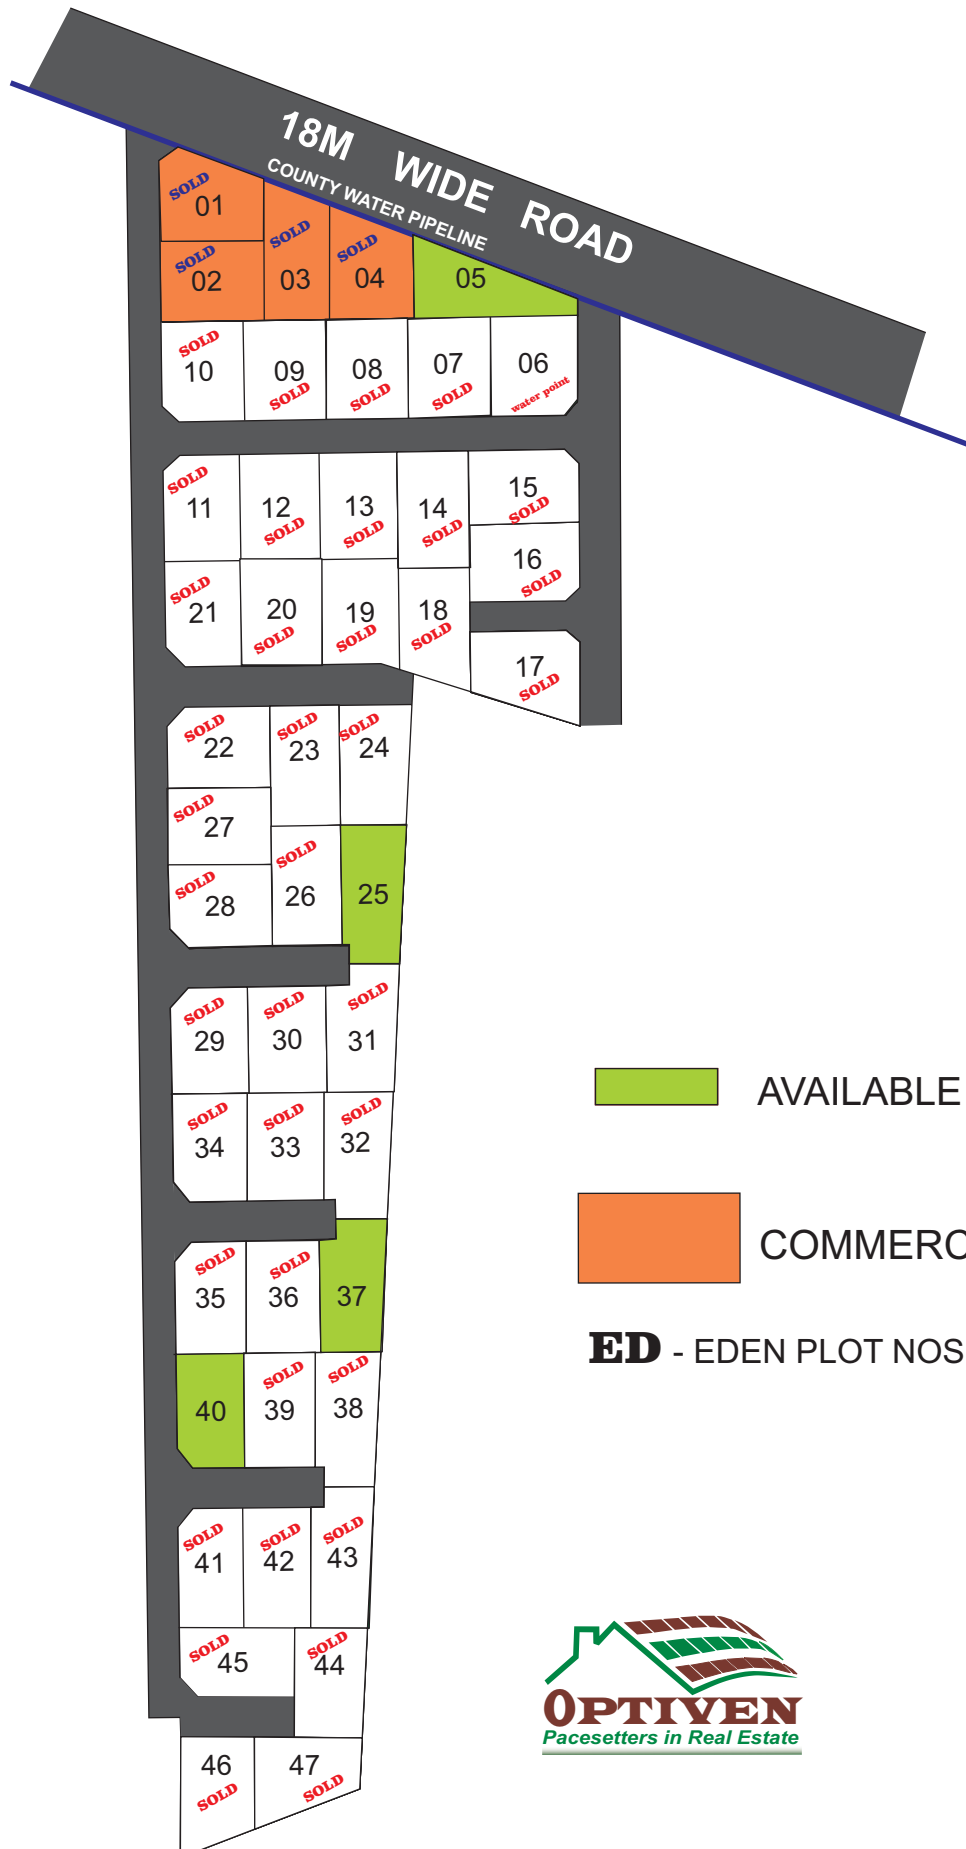 18M WIDE ROAD
COUNTY WATER PIPELINE
SOLD
01
SOLD
02
SOLD
03
SOLD
04
05
SOLD
10
09
SOLD
08
SOLD
07
SOLD
06
water point
SOLD
11
12
SOLD
13
SOLD
14
SOLD
15
SOLD
16
SOLD
SOLD
21
20
SOLD
19
SOLD
18
SOLD
17
SOLD
SOLD
22
SOLD
23
SOLD
24
SOLD
27
SOLD
28
SOLD
26
25
SOLD
29
SOLD
30
SOLD
31
SOLD
34
SOLD
33
SOLD
32
SOLD
35
SOLD
36
37
40
SOLD
39
SOLD
38
SOLD
41
SOLD
42
SOLD
43
SOLD
45
SOLD
44
46
SOLD
47
SOLD
AVAILABLE
COMMERC
ED - EDEN PLOT NOS
OPTIVEN
Pacesetters in Real Estate